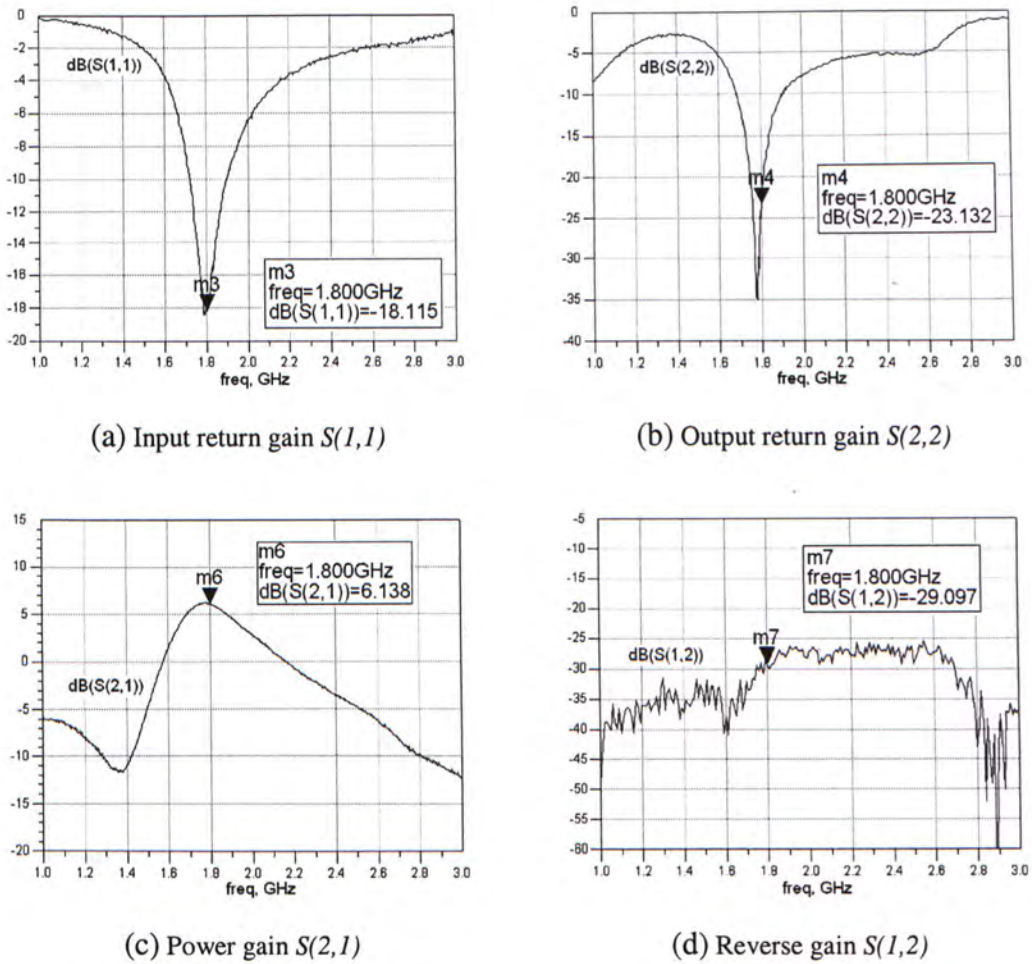 0
-2
-4
-6
-8
-10
-12
-14
-16
-18
-20
dB(S(1,1))
m3
m3
freq=1.800GHz
dB(S(1,1))=-18.115
1.0 1.2 1.4 1.6 1.8 2.0 2.2 2.4 2.6 2.8 3.0
freq, GHz
(a) Input return gain S(1,1)
0
-5
-10
-15
-20
-25
-30
-35
-40
dB(S(2,2))
m4
m4
freq=1.800GHz
dB(S(2,2))=-23.132
1.0 1.2 1.4 1.6 1.8 2.0 2.2 2.4 2.6 2.8 3.0
freq, GHz
(b) Output return gain S(2,2)
15
10
5
0
-5
-10
-15
-20
dB(S(2,1))
m6
m6
freq=1.800GHz
dB(S(2,1))=6.138
1.0 1.2 1.4 1.6 1.8 2.0 2.2 2.4 2.6 2.8 3.0
freq, GHz
(c) Power gain S(2,1)
-5
-10
-15
-20
-25
-30
-35
-40
-45
-50
-55
-60
dB(S(1,2))
m7
m7
freq=1.800GHz
dB(S(1,2))=-29.097
1.0 1.2 1.4 1.6 1.8 2.0 2.2 2.4 2.6 2.8 3.0
freq, GHz
(d) Reverse gain S(1,2)